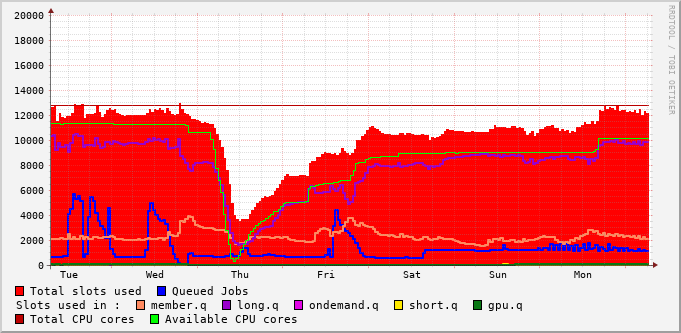 RRDTOOL / TOBI OETIKER
20000
18000
16000
14000
12000
10000
8000
6000
4000
2000
0
Tue Wed Thu Fri Sat Sun Mon
Total slots used Queued Jobs
Slots used in : member.q long.q ondemand.q short.q gpu.q
Total CPU cores Available CPU cores